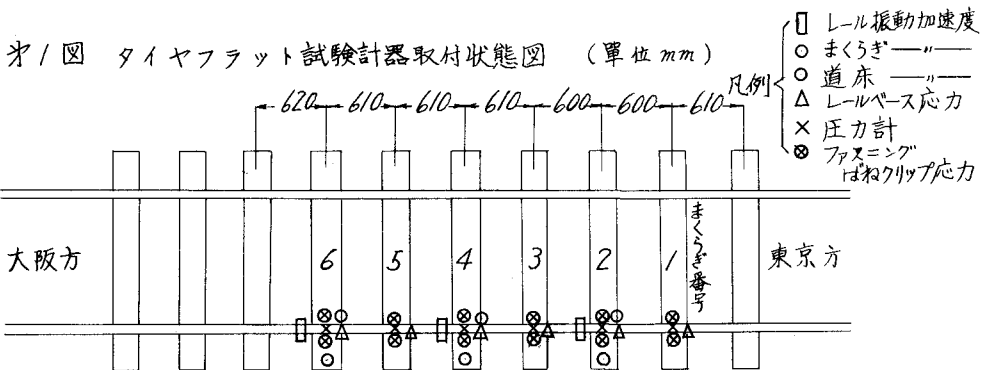 才1図 タイヤフラット試験計器取付状態図 (單位mm)
凡例
レール振動加速度
まくらぎ —〃—
道床 —〃—
レールベース応力
圧力計
ファスニング
ばねクリップ応力
620 610 610 610 600 600 610
大阪方
6 5 4 3 2 1
まくらぎ番号
東京方